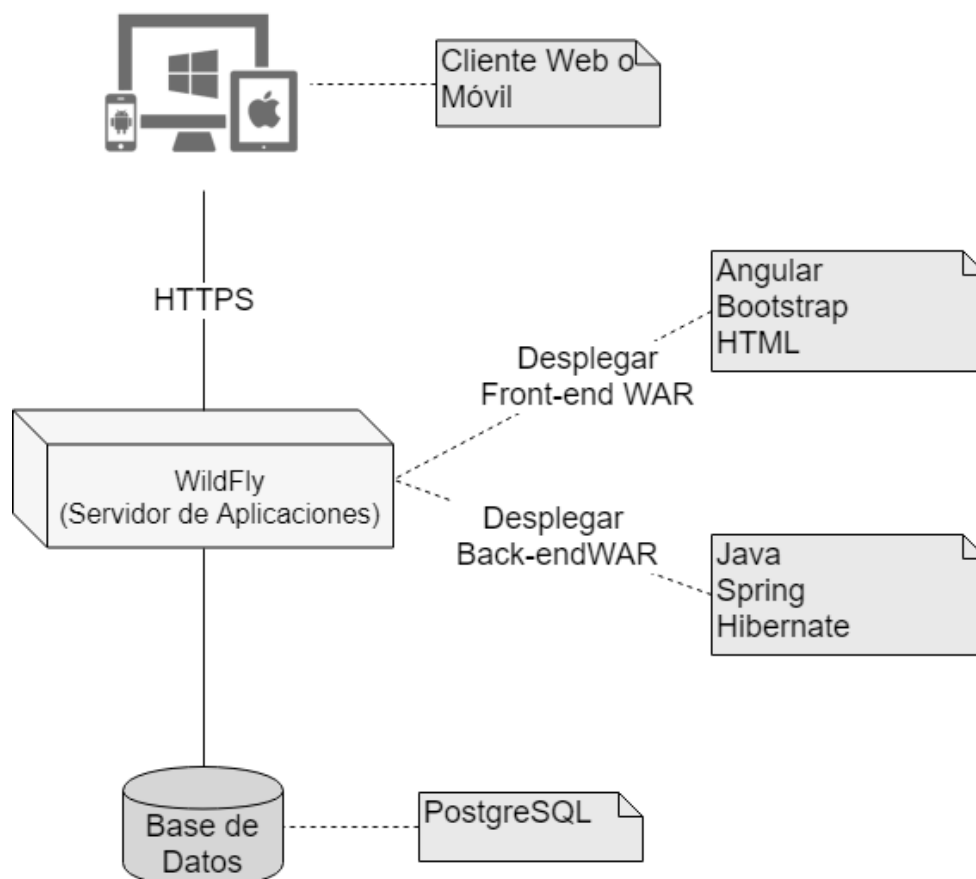 Cliente Web o
Móvil
HTTPS
Angular
Bootstrap
HTML
Desplegar
Front-end WAR
WildFly
(Servidor de Aplicaciones)
Desplegar
Back-endWAR
Java
Spring
Hibernate
Base de
Datos
PostgreSQL